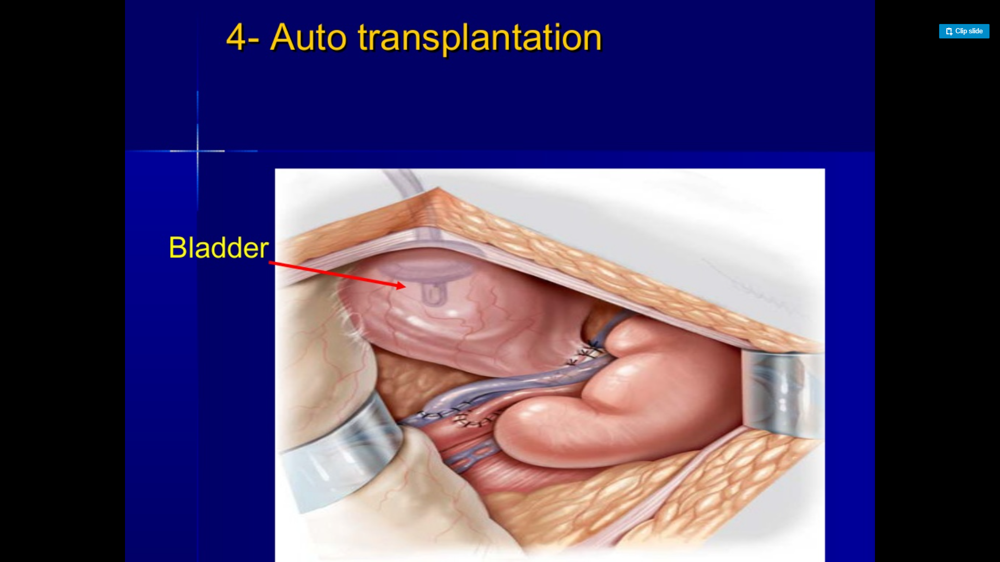 4- Auto transplantation
Clip slide
Bladder